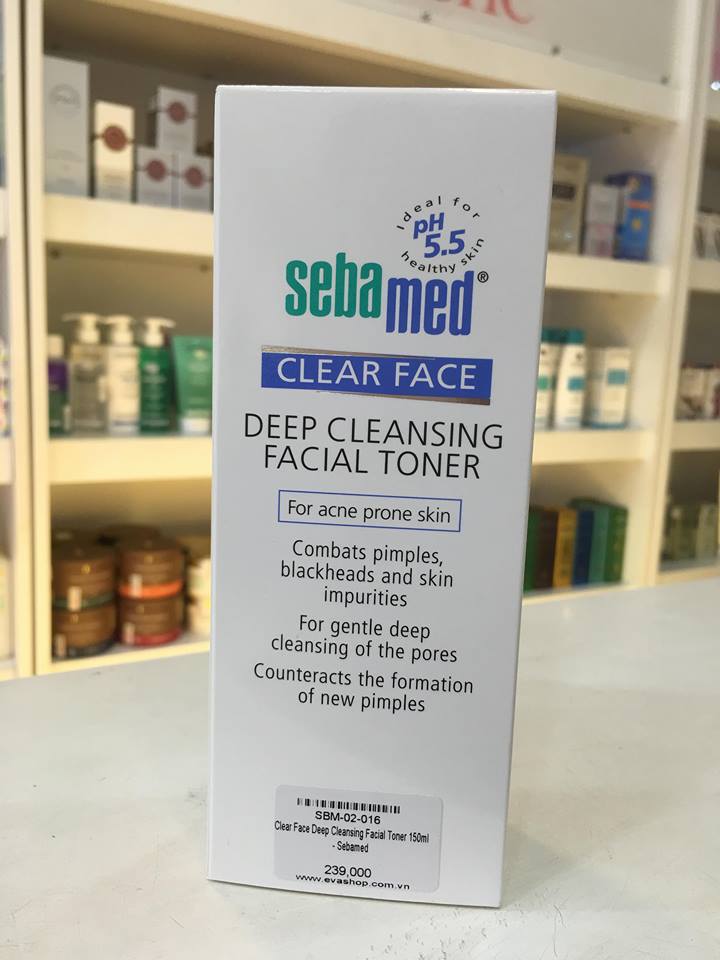 Ideal for
pH
5.5
healthy skin
sebamed®
CLEAR FACE
DEEP CLEANSING
FACIAL TONER
For acne prone skin
Combats pimples,
blackheads and skin
impurities
For gentle deep
cleansing of the pores
Counteracts the formation
of new pimples
SBM-02-016
Clear Face Deep Cleansing Facial Toner 150ml
- Sebamed
239,000
www.evashop.com.vn